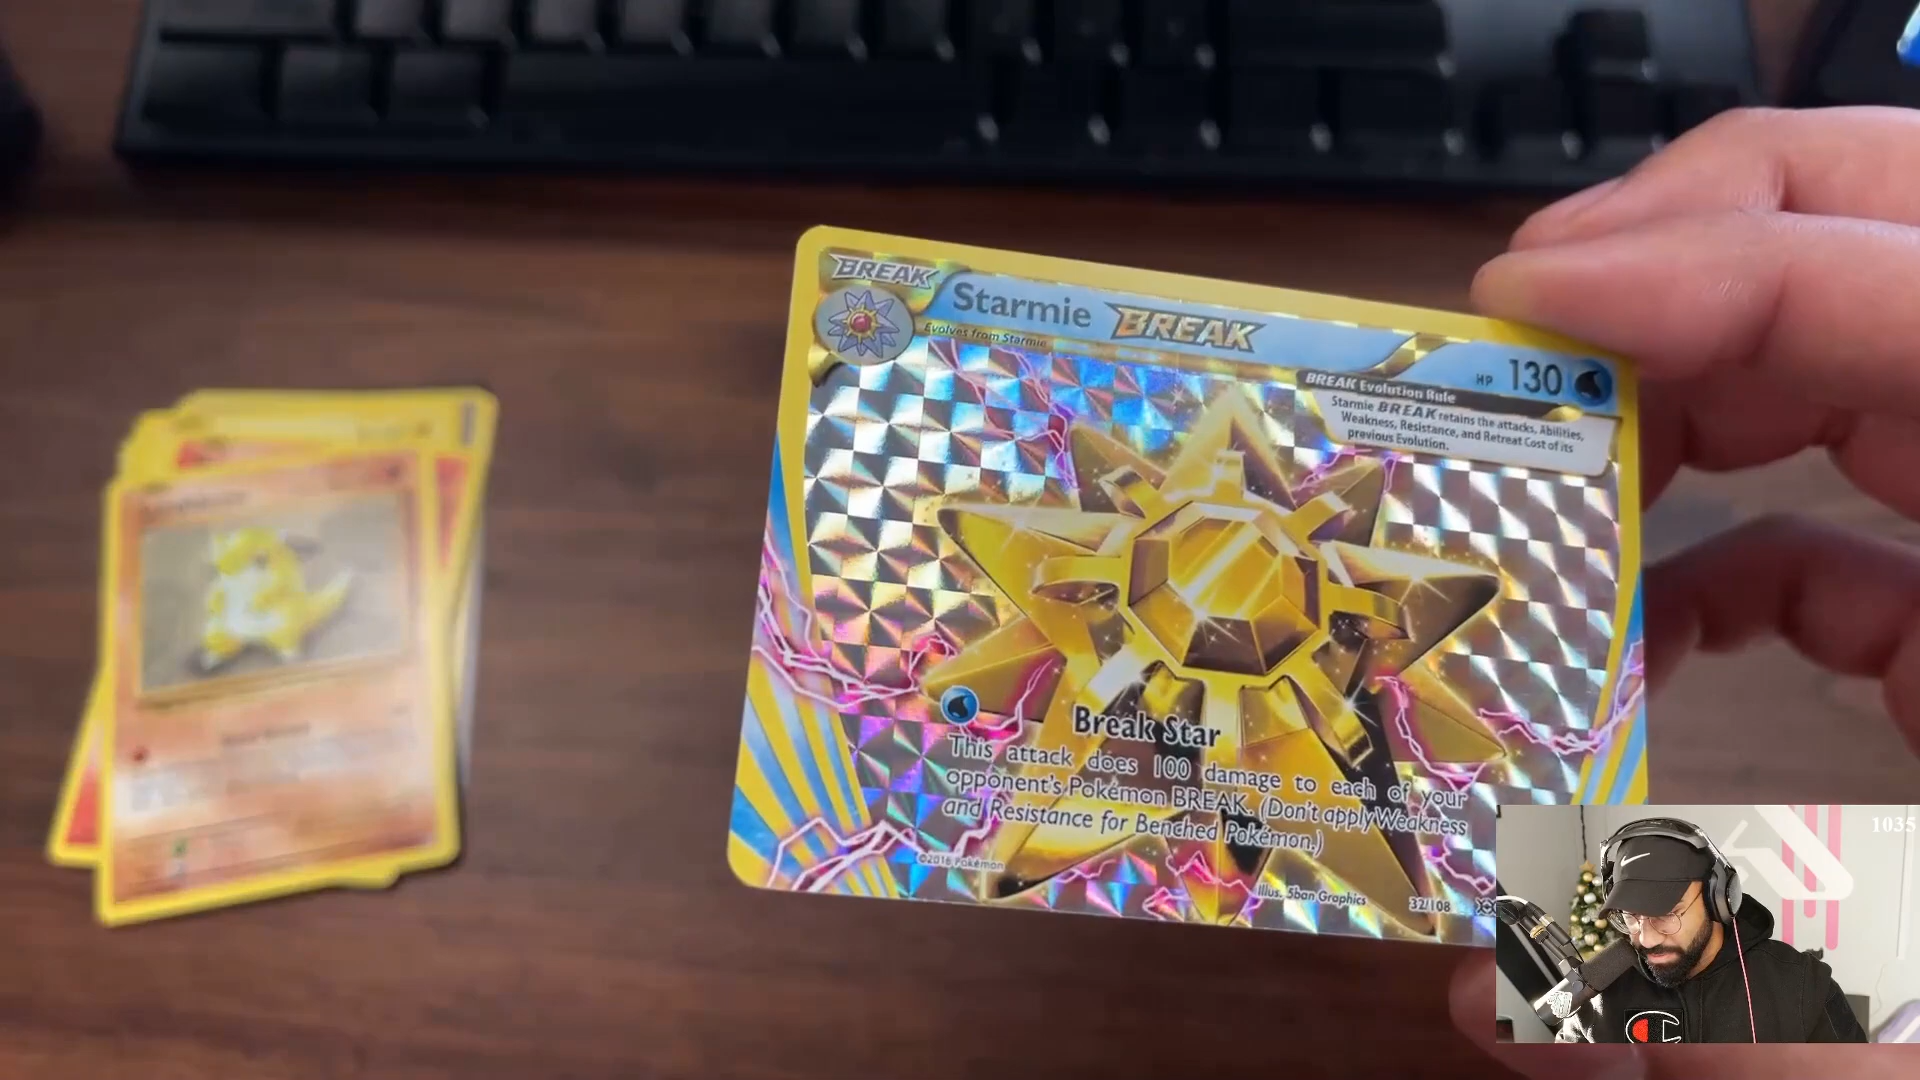 BREAK
Starmie BREAK
Evolves from Starmie
HP 130
BREAK Evolution Rule
Starmie BREAK retains the attacks, Abilities,
Weakness, Resistance, and Retreat Cost of its
previous Evolution.
Break Star
This attack does 100 damage to each of your
opponent's Pokémon BREAK. (Don't apply Weakness
and Resistance for Benched Pokémon.)
©2016 Pokémon
Illus. 5ban Graphics
32/108
1035